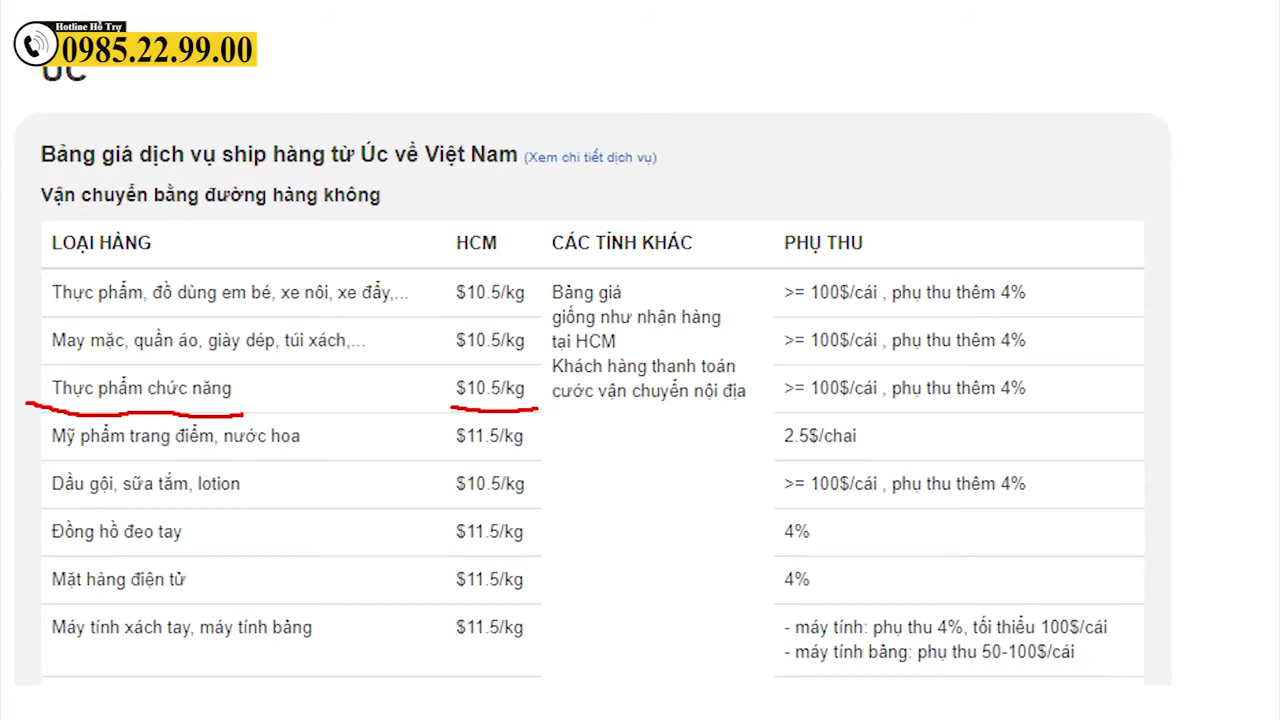 Hotline Hỗ Trợ
0985.22.99.00
ÚC
Bảng giá dịch vụ ship hàng từ Úc về Việt Nam (Xem chi tiết dịch vụ)
Vận chuyển bằng đường hàng không
LOẠI HÀNG HCM CÁC TỈNH KHÁC PHỤ THU
Thực phẩm, đồ dùng em bé, xe nôi, xe đẩy,... $10.5/kg Bảng giá >= 100$/cái , phụ thu thêm 4%
giống như nhận hàng
May mặc, quần áo, giày dép, túi xách,... $10.5/kg tại HCM >= 100$/cái , phụ thu thêm 4%
Khách hàng thanh toán
Thực phẩm chức năng $10.5/kg cước vận chuyển nội địa >= 100$/cái , phụ thu thêm 4%
Mỹ phẩm trang điểm, nước hoa $11.5/kg 2.5$/chai
Dầu gội, sữa tắm, lotion $10.5/kg >= 100$/cái , phụ thu thêm 4%
Đồng hồ đeo tay $11.5/kg 4%
Mặt hàng điện tử $11.5/kg 4%
Máy tính xách tay, máy tính bảng $11.5/kg - máy tính: phụ thu 4%, tối thiểu 100$/cái
- máy tính bảng: phụ thu 50-100$/cái